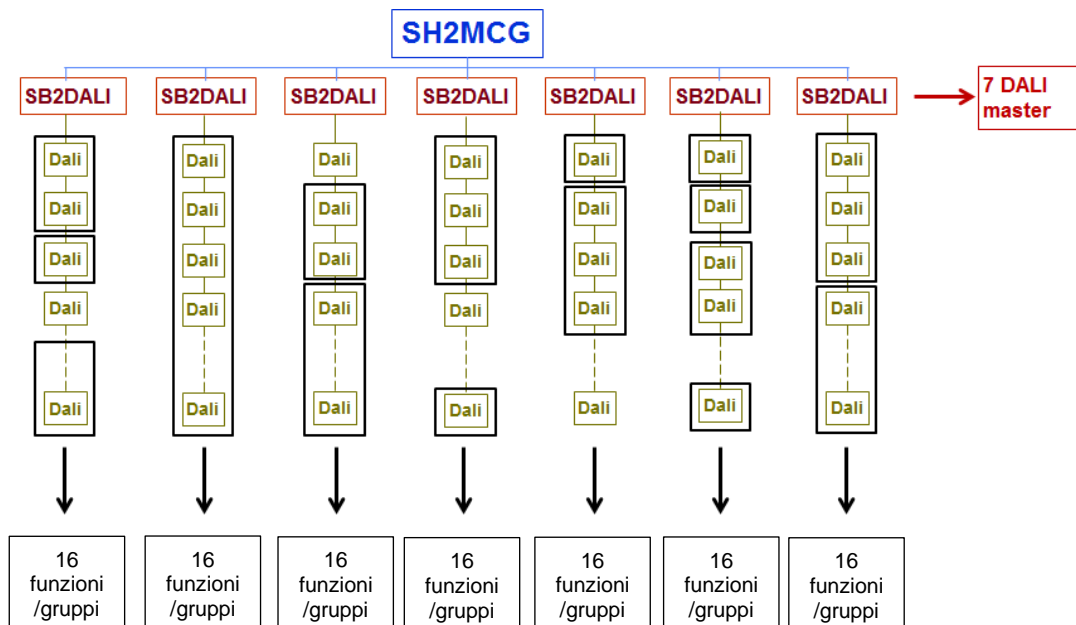 SH2MCG
SB2DALI SB2DALI SB2DALI SB2DALI SB2DALI SB2DALI SB2DALI 7 DALI
master
Dali Dali Dali Dali Dali Dali Dali
Dali Dali Dali Dali Dali Dali Dali
Dali Dali Dali Dali Dali Dali Dali
Dali Dali Dali Dali Dali Dali Dali
Dali Dali Dali Dali Dali Dali Dali
16 16 16 16 16 16 16
funzioni funzioni funzioni funzioni funzioni funzioni funzioni
/gruppi /gruppi /gruppi /gruppi /gruppi /gruppi /gruppi